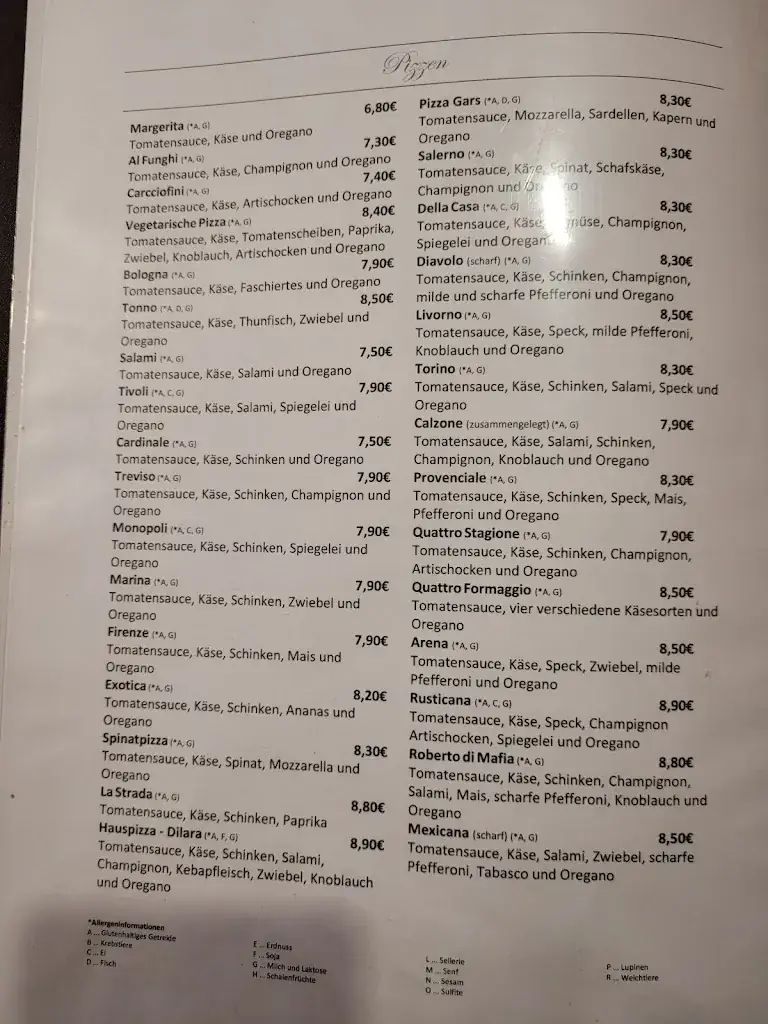 Pizzen
6,80€
Margerita (*A, G)
Tomatensauce, Käse und Oregano
7,30€
Al Funghi (*A, G)
Tomatensauce, Käse, Champignon und Oregano
7,40€
Carcciofini (*A, G)
Tomatensauce, Käse, Artischocken und Oregano
8,40€
Vegetarische Pizza (*A, G)
Tomatensauce, Käse, Tomatenscheiben, Paprika,
Zwiebel, Knoblauch, Artischocken und Oregano
7,90€
Bologna (*A, G)
Tomatensauce, Käse, Faschiertes und Oregano
8,50€
Tonno (*A, D, G)
Tomatensauce, Käse, Thunfisch, Zwiebel und
Oregano
Salami (*A, G) 7,50€
Tomatensauce, Käse, Salami und Oregano
Tivoli (*A, C, G) 7,90€
Tomatensauce, Käse, Salami, Spiegelei und
Oregano
Cardinale (*A, G) 7,50€
Tomatensauce, Käse, Schinken und Oregano
Treviso (*A, G) 7,90€
Tomatensauce, Käse, Schinken, Champignon und
Oregano
Monopoli (*A, C, G) 7,90€
Tomatensauce, Käse, Schinken, Spiegelei und
Oregano
Marina (*A, G) 7,90€
Tomatensauce, Käse, Schinken, Zwiebel und
Oregano
Firenze (*A, G) 7,90€
Tomatensauce, Käse, Schinken, Mais und
Oregano
Exotica (*A, G) 8,20€
Tomatensauce, Käse, Schinken, Ananas und
Oregano
Spinatpizza (*A, G) 8,30€
Tomatensauce, Käse, Spinat, Mozzarella und
Oregano
La Strada (*A, G) 8,80€
Tomatensauce, Käse, Schinken, Paprika
Hauspizza - Dilara (*A, F, G) 8,90€
Tomatensauce, Käse, Schinken, Salami,
Champignon, Kebapfleisch, Zwiebel, Knoblauch
und Oregano
Pizza Gars (*A, D, G) 8,30€
Tomatensauce, Mozzarella, Sardellen, Kapern und
Oregano
Salerno (*A, G) 8,30€
Tomatensauce, Käse, Spinat, Schafskäse,
Champignon und
Della Casa (*A, C, G) 8,30€
Tomatensauce, Käse, Champignon,
Spiegelei und Oregano
Diavolo (scharf) (*A, G) 8,30€
Tomatensauce, Käse, Schinken, Champignon,
milde und scharfe Pfefferoni und Oregano
Livorno (*A, G) 8,50€
Tomatensauce, Käse, Speck, milde Pfefferoni,
Knoblauch und Oregano
Torino (*A, G) 8,30€
Tomatensauce, Käse, Schinken, Salami, Speck und
Oregano
Calzone (zusammengelegt) (*A, G) 7,90€
Tomatensauce, Käse, Salami, Schinken,
Champignon, Knoblauch und Oregano
Provenciale (*A, G) 8,30€
Tomatensauce, Käse, Schinken, Speck, Mais,
Pfefferoni und Oregano
Quattro Stagione (*A, G) 7,90€
Tomatensauce, Käse, Schinken, Champignon,
Artischocken und Oregano
Quattro Formaggio (*A, G) 8,50€
Tomatensauce, vier verschiedene Käsesorten und
Oregano
Arena (*A, G) 8,50€
Tomatensauce, Käse, Speck, Zwiebel, milde
Pfefferoni und Oregano
Rusticana (*A, C, G) 8,90€
Tomatensauce, Käse, Speck, Champignon
Artischocken, Spiegelei und Oregano
Roberto di Mafia (*A, G) 8,80€
Tomatensauce, Käse, Schinken, Champignon,
Salami, Mais, scharfe Pfefferoni, Knoblauch und
Oregano
Mexicana (scharf) (*A, G) 8,50€
Tomatensauce, Käse, Salami, Zwiebel, scharfe
Pfefferoni, Tabasco und Oregano
*Allergeninformationen
A ... Glutenhaltiges Getreide
B ... Krebstiere
C ... Ei
D ... Fisch
E ... Erdnuss
F ... Soja
G ... Milch und Laktose
H ... Schalenfrüchte
L ... Sellerie
M ... Senf
N ... Sesam
O ... Sulfite
P ... Lupinen
R ... Weichtiere